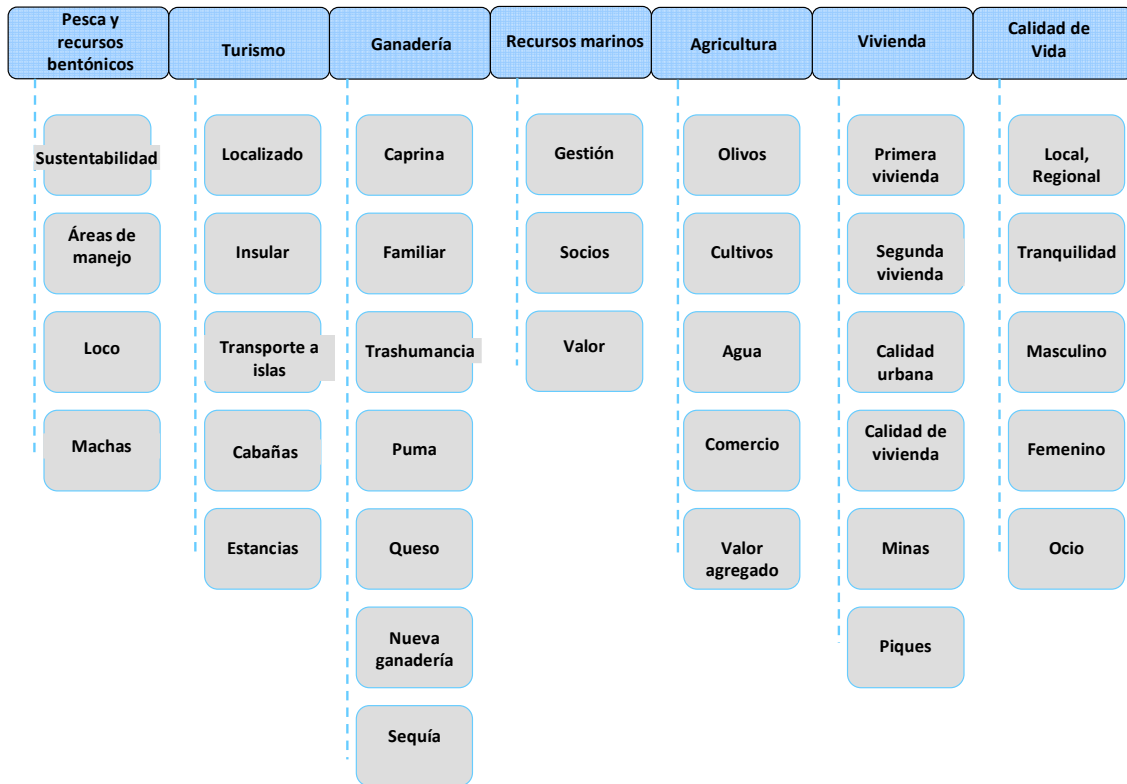 Pesca y
recursos
bentónicos
Turismo
Ganadería
Recursos marinos
Agricultura
Vivienda
Calidad de
Vida
Sustentabilidad
Áreas de
manejo
Loco
Machas
Localizado
Insular
Transporte a
islas
Cabañas
Estancias
Caprina
Familiar
Trashumancia
Puma
Queso
Nueva
ganadería
Sequía
Gestión
Socios
Valor
Olivos
Cultivos
Agua
Comercio
Valor
agregado
Primera
vivienda
Segunda
vivienda
Calidad
urbana
Calidad de
vivienda
Minas
Piques
Local,
Regional
Tranquilidad
Masculino
Femenino
Ocio